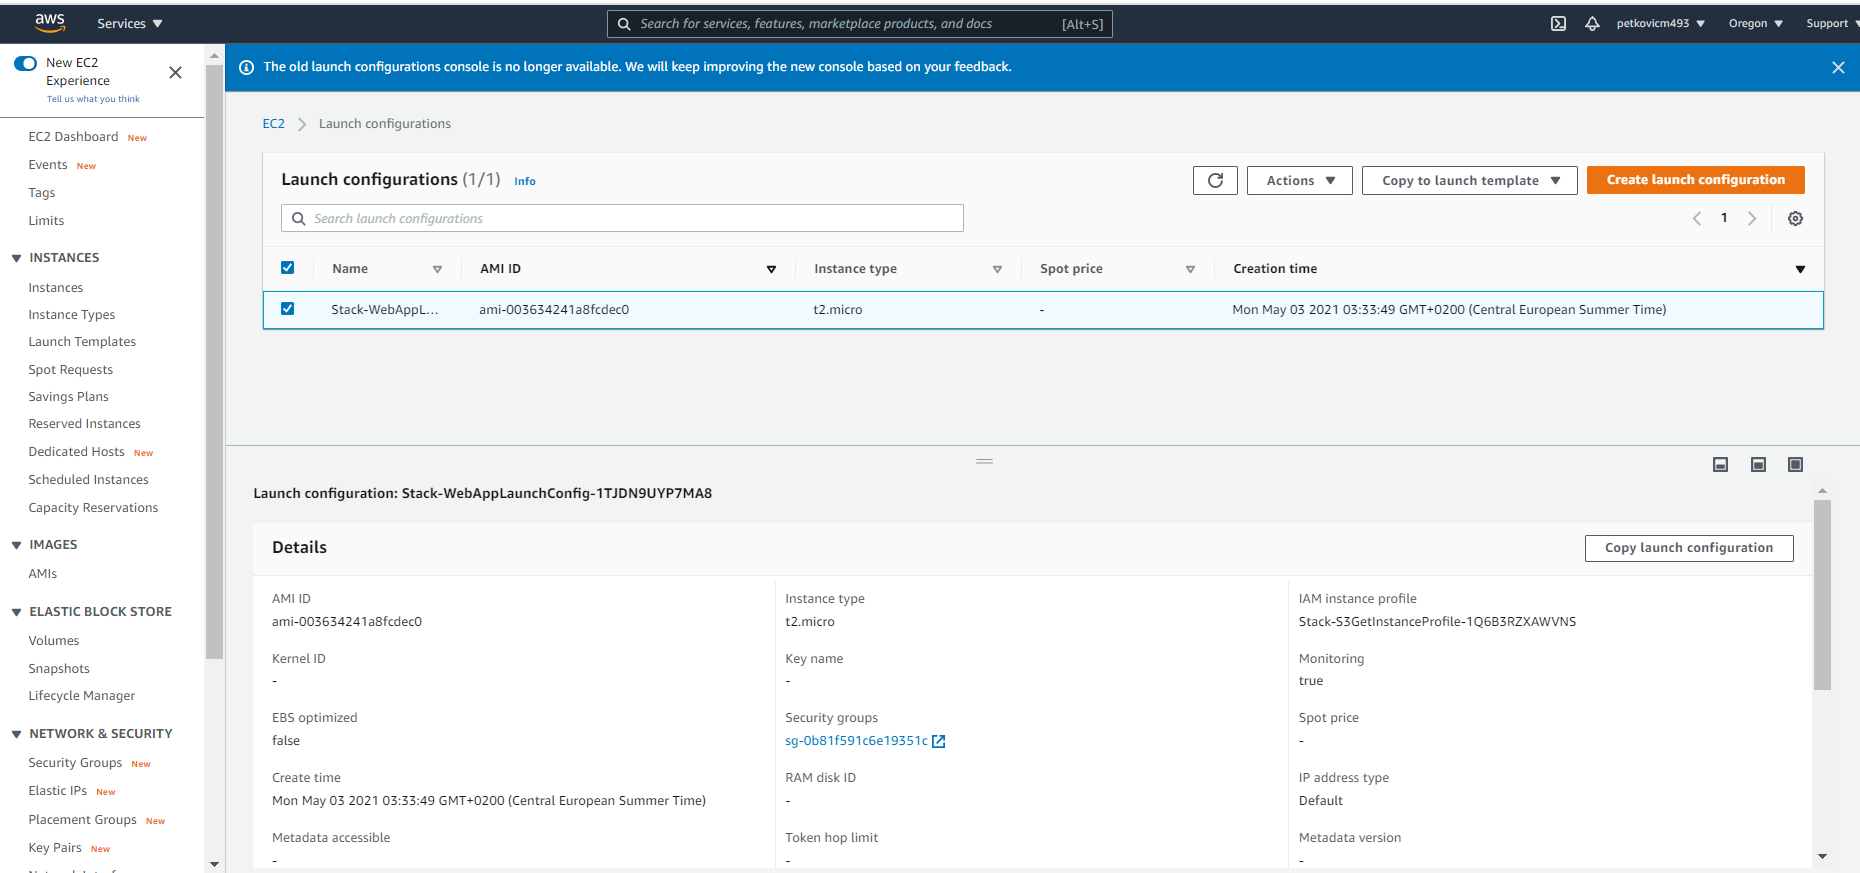 aws
Services
Search for services, features, marketplace products, and docs
[Alt+S]
petkovicm493
Oregon
Support
New EC2
Experience
Tell us what you think
EC2 Dashboard New
Events New
Tags
Limits
INSTANCES
Instances
Instance Types
Launch Templates
Spot Requests
Savings Plans
Reserved Instances
Dedicated Hosts New
Scheduled Instances
Capacity Reservations
IMAGES
AMIs
ELASTIC BLOCK STORE
Volumes
Snapshots
Lifecycle Manager
NETWORK & SECURITY
Security Groups New
Elastic IPs New
Placement Groups New
Key Pairs New
The old launch configurations console is no longer available. We will keep improving the new console based on your feedback.
EC2
Launch configurations
Launch configurations (1/1) Info
Actions
Copy to launch template
Create launch configuration
Search launch configurations
1
Name
AMI ID
Instance type
Spot price
Creation time
Stack-WebAppL...
ami-003634241a8fcdec0
t2.micro
-
Mon May 03 2021 03:33:49 GMT+0200 (Central European Summer Time)
Launch configuration: Stack-WebAppLaunchConfig-1TJDN9UYP7MA8
Details
Copy launch configuration
AMI ID
ami-003634241a8fcdec0
Instance type
t2.micro
IAM instance profile
Stack-S3GetInstanceProfile-1Q6B3RZXAWVNS
Kernel ID
-
Key name
-
Monitoring
true
EBS optimized
false
Security groups
sg-0b81f591c6e19351c
Spot price
-
Create time
Mon May 03 2021 03:33:49 GMT+0200 (Central European Summer Time)
RAM disk ID
-
IP address type
Default
Metadata accessible
-
Token hop limit
-
Metadata version
-